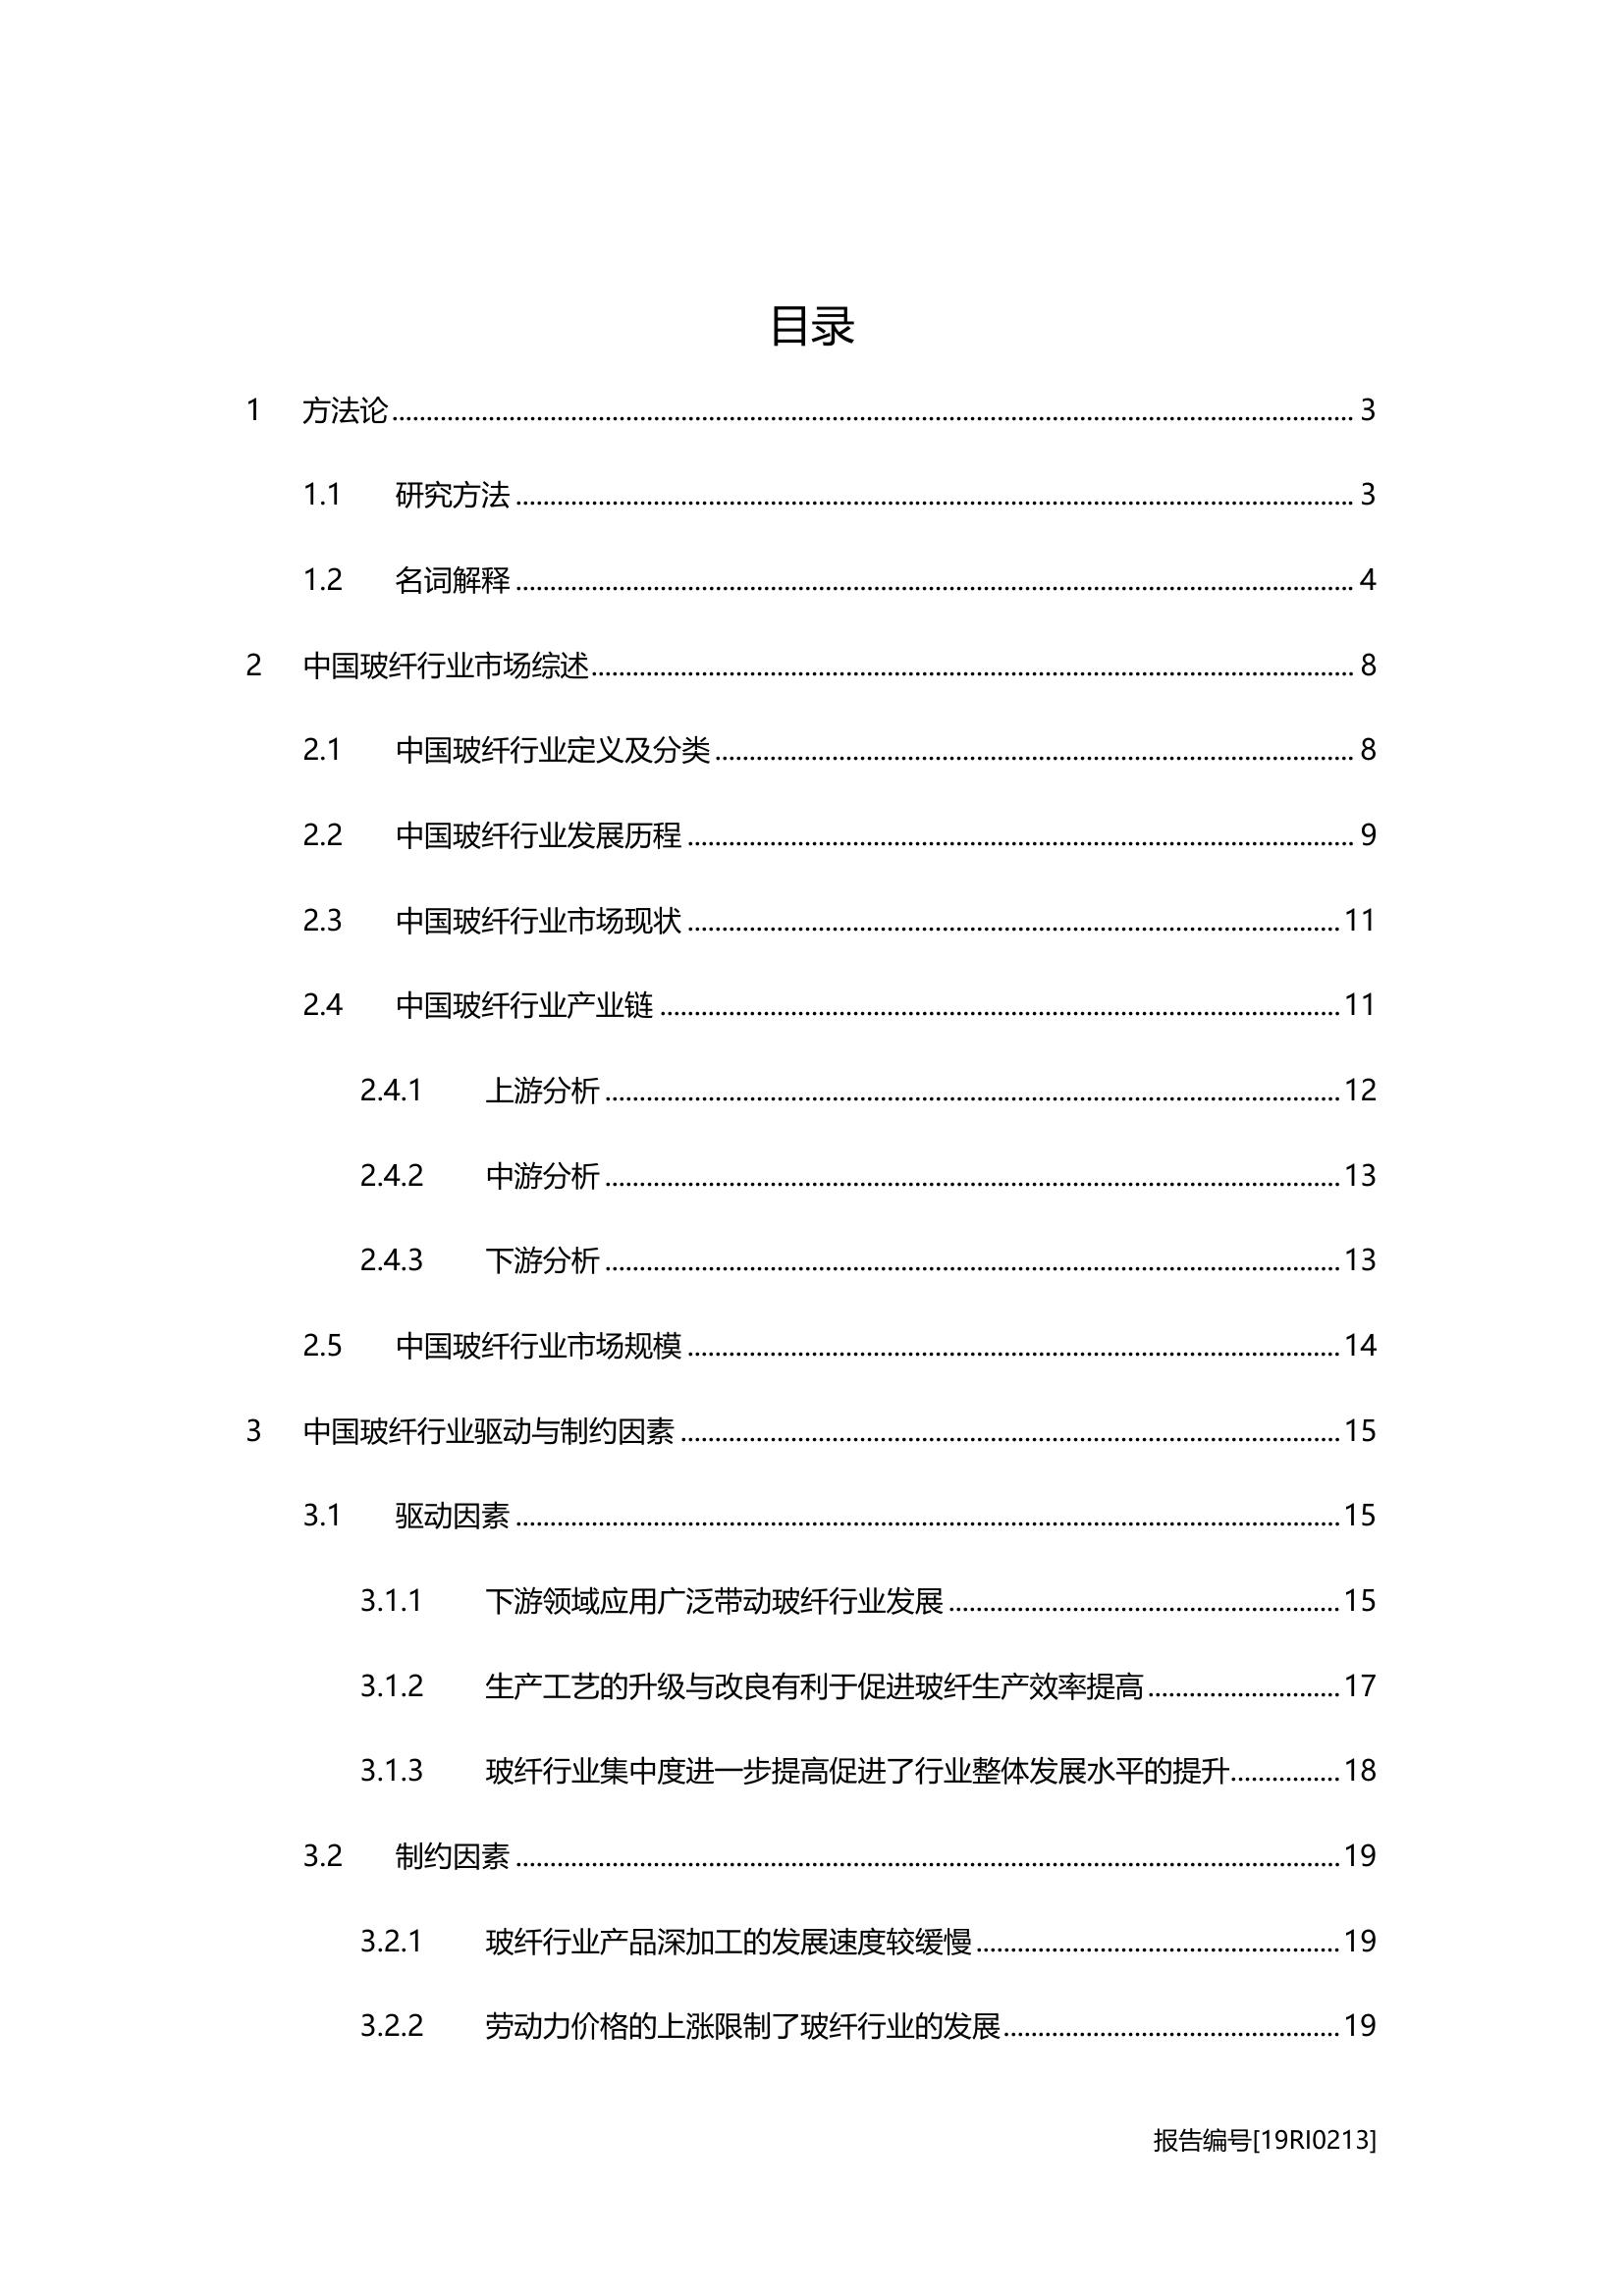 目录
1 方法论 3
1.1 研究方法 3
1.2 名词解释 4
2 中国玻纤行业市场综述 8
2.1 中国玻纤行业定义及分类 8
2.2 中国玻纤行业发展历程 9
2.3 中国玻纤行业市场现状 11
2.4 中国玻纤行业产业链 11
2.4.1 上游分析 12
2.4.2 中游分析 13
2.4.3 下游分析 13
2.5 中国玻纤行业市场规模 14
3 中国玻纤行业驱动与制约因素 15
3.1 驱动因素 15
3.1.1 下游领域应用广泛带动玻纤行业发展 15
3.1.2 生产工艺的升级与改良有利于促进玻纤生产效率提高 17
3.1.3 玻纤行业集中度进一步提高促进了行业整体发展水平的提升 18
3.2 制约因素 19
3.2.1 玻纤行业产品深加工的发展速度较缓慢 19
3.2.2 劳动力价格的上涨限制了玻纤行业的发展 19
报告编号[19RI0213]